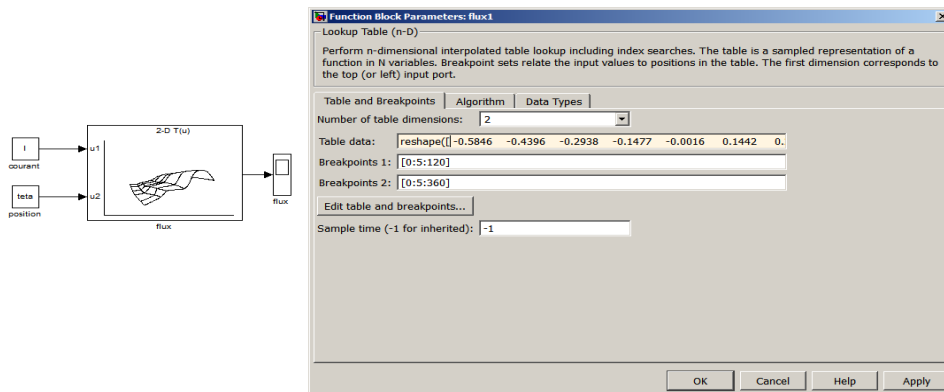 2-D T(u)
I
u1
courant
teta
u2
position
flux
flux
Function Block Parameters: flux1
Lookup Table (n-D)
Perform n-dimensional interpolated table lookup including index searches. The table is a sampled representation of a
function in N variables. Breakpoint sets relate the input values to positions in the table. The first dimension corresponds to
the top (or left) input port.
Table and Breakpoints Algorithm Data Types
Number of table dimensions: 2
Table data: reshape([ -0.5846 -0.4396 -0.2938 -0.1477 -0.0016 0.1442 0.
Breakpoints 1: [0:5:120]
Breakpoints 2: [0:5:360]
Edit table and breakpoints...
Sample time (-1 for inherited): -1
OK Cancel Help Apply